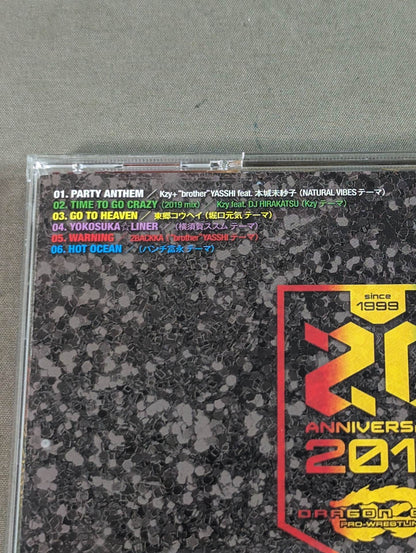 01. PARTY ANTHEM ／ Kzy+"brother"YASSHI feat. 本城未紗子（NATURAL VIBES テーマ）
02. TIME TO GO CRAZY（2019 mix）／ Kzy feat. DJ HIRAKATSU（Kzy テーマ）
03. GO TO HEAVEN ／ 東郷コウヘイ（堀口元気 テーマ）
04. YOKOSUKA☆LINER ／（横須賀ススム テーマ）
05. WARNING ／ 2BACKKA（"brother"YASSHI テーマ）
06. HOT OCEAN ／（パンチ富永 テーマ）
since
1999
20
ANNIVERS
201
DRAGON G
PRO-WRESTLIN